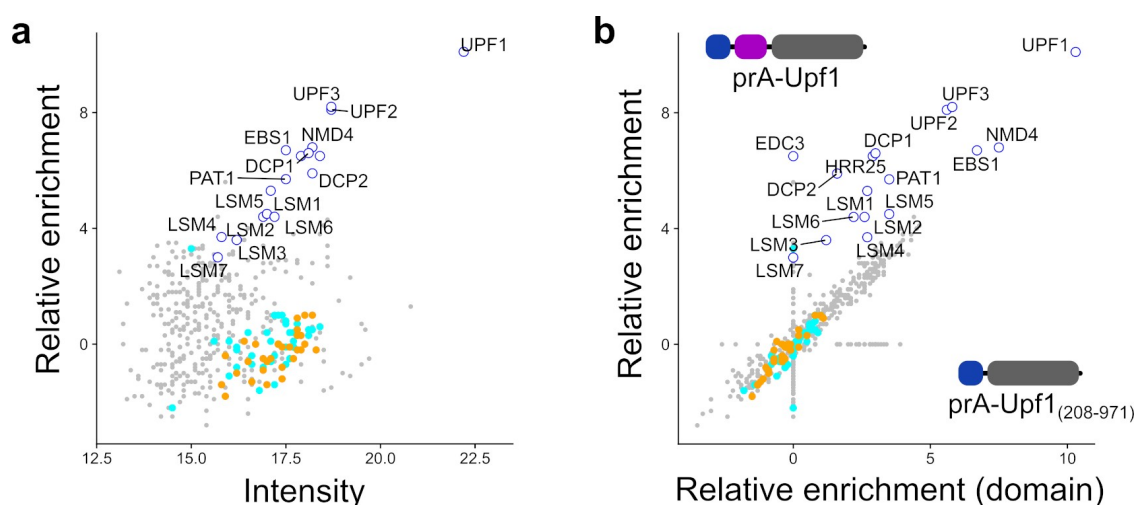 a
Relative enrichment
8
4
0
12.5
15.0
17.5
20.0
22.5
Intensity
UPF1
UPF3
UPF2
EBS1
NMD4
DCP1
PAT1
DCP2
LSM5
LSM1
LSM4
LSM2
LSM6
LSM3
LSM7
b
Relative enrichment
8
4
0
0
5
10
Relative enrichment (domain)
prA-Upf1
UPF1
UPF3
UPF2
EDC3
DCP1
NMD4
HRR25
EBS1
DCP2
PAT1
LSM1
LSM5
LSM6
LSM2
LSM3
LSM4
LSM7
prA-Upf1(208-971)